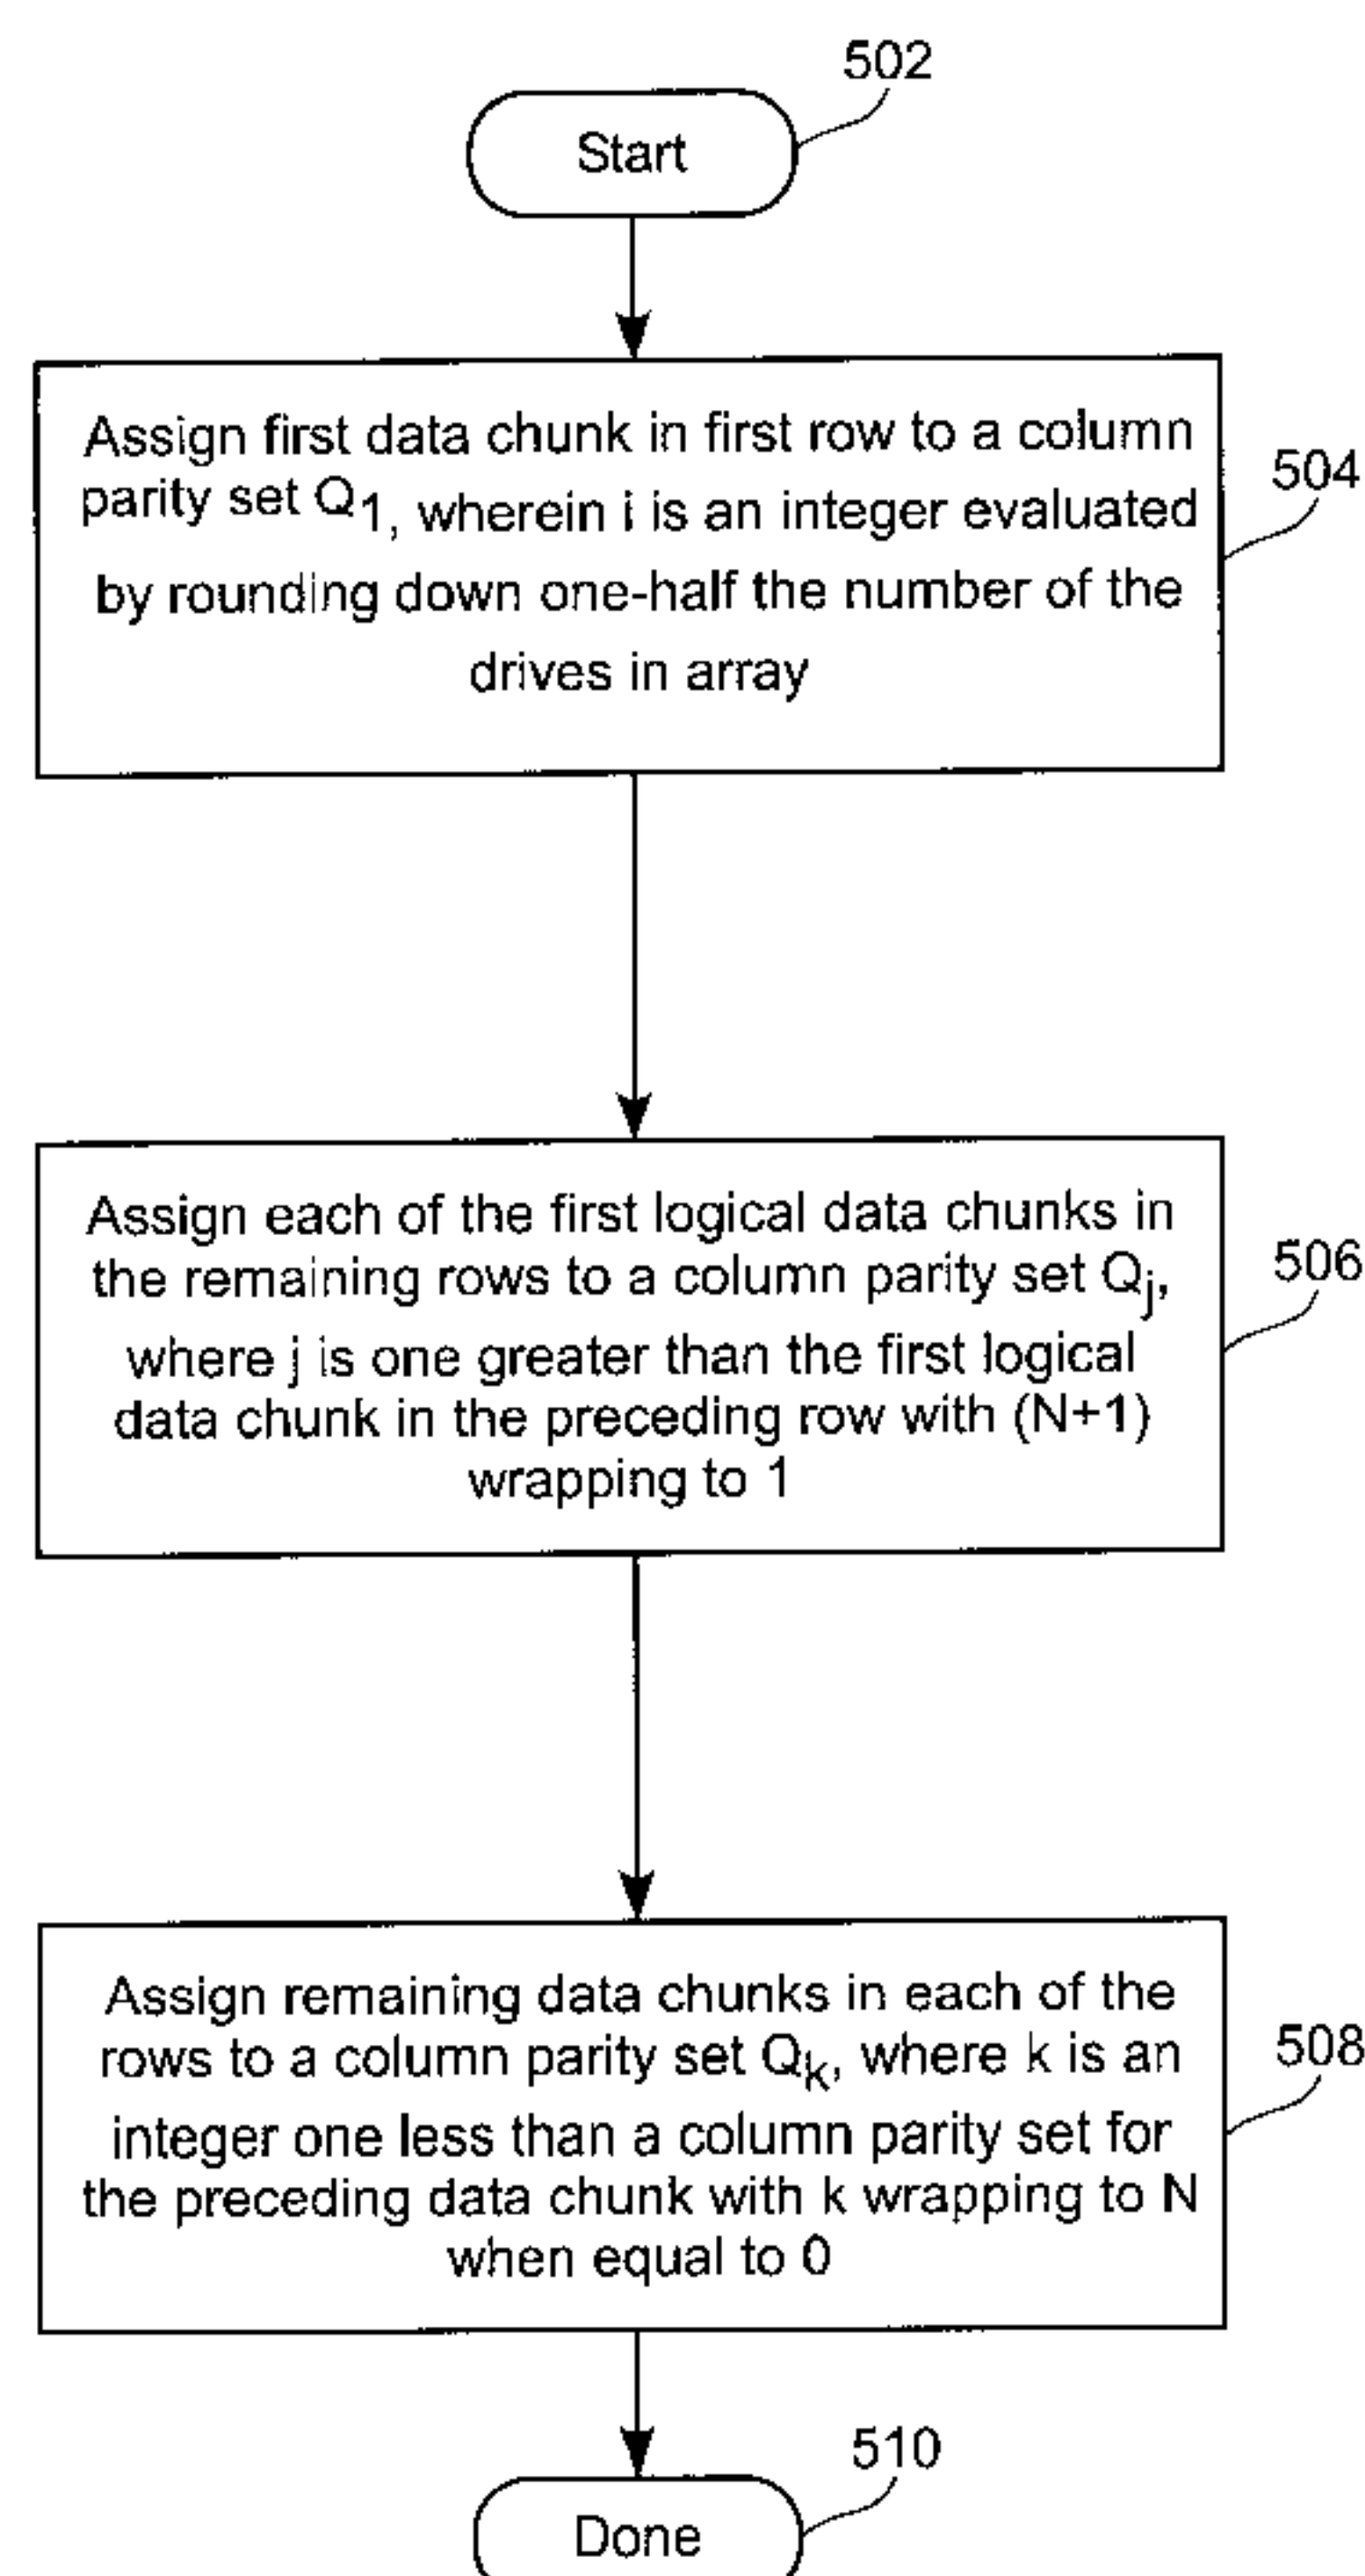 502
Start
Assign first data chunk in first row to a column
parity set Q1, wherein i is an integer evaluated
by rounding down one-half the number of the
drives in array
504
Assign each of the first logical data chunks in
the remaining rows to a column parity set Qj,
where j is one greater than the first logical
data chunk in the preceding row with (N+1)
wrapping to 1
506
Assign remaining data chunks in each of the
rows to a column parity set Qk, where k is an
integer one less than a column parity set for
the preceding data chunk with k wrapping to N
when equal to 0
508
510
Done